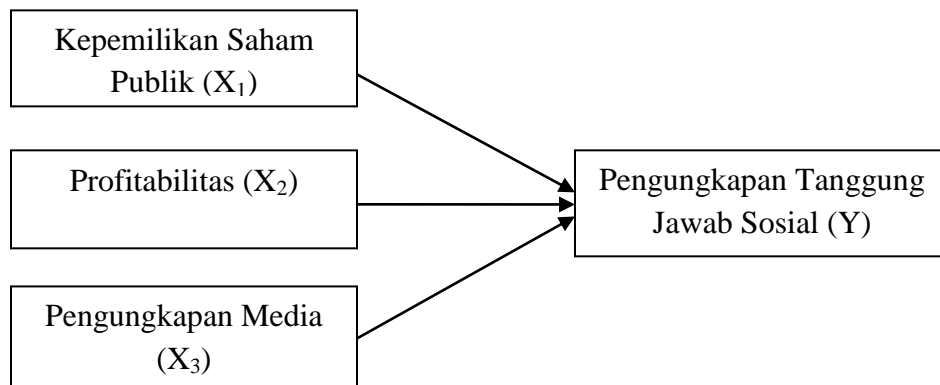 Kepemilikan Saham
Publik (X₁)
Profitabilitas (X₂)
Pengungkapan Tanggung
Jawab Sosial (Y)
Pengungkapan Media
(X₃)